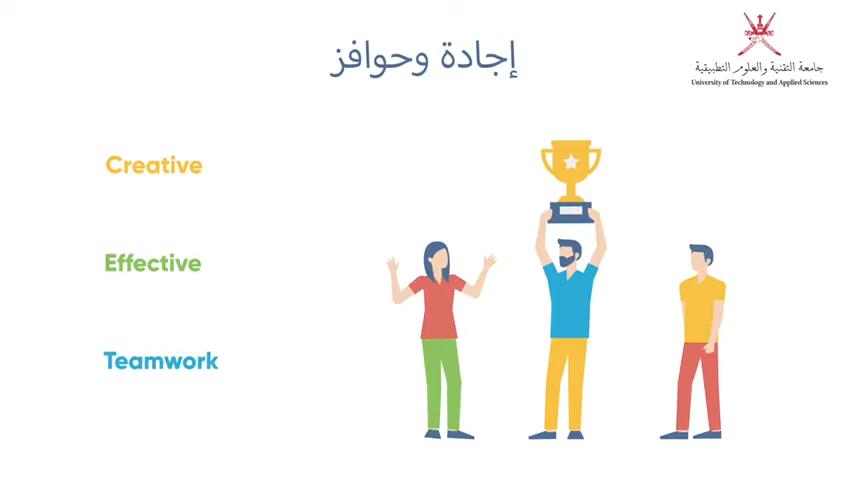 إجادة وحوافز
جامعة التقنية والعلوم التطبيقية
University of Technology and Applied Sciences
Creative
Effective
Teamwork